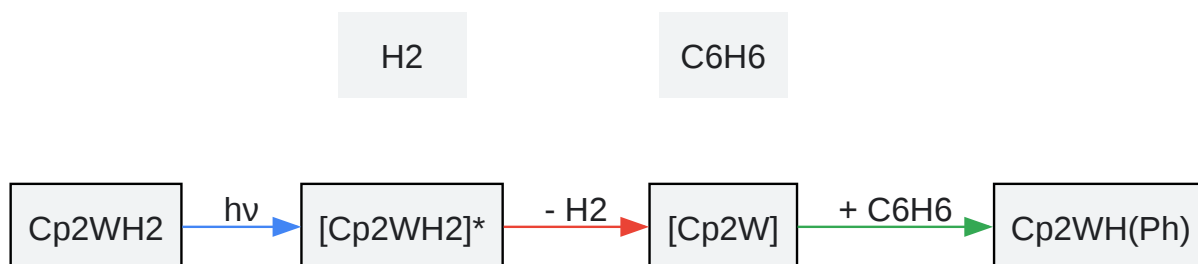 H2
C6H6
Cp2WH2
hν
[Cp2WH2]*
- H2
[Cp2W]
+ C6H6
Cp2WH(Ph)